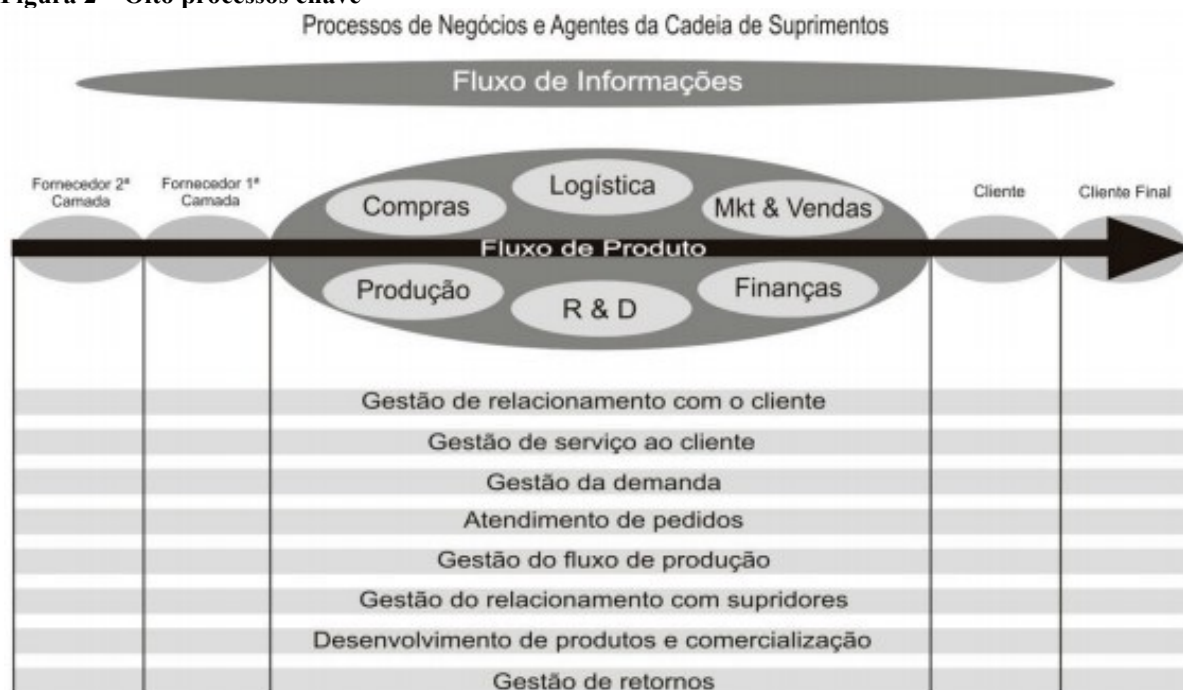 Figura 2 – Oito processos chave
Processos de Negócios e Agentes da Cadeia de Suprimentos
Fluxo de Informações
Fornecedor 2ª
Camada
Fornecedor 1ª
Camada
Logística
Compras
Mkt & Vendas
Cliente
Cliente Final
Fluxo de Produto
Produção
R & D
Finanças
Gestão de relacionamento com o cliente
Gestão de serviço ao cliente
Gestão da demanda
Atendimento de pedidos
Gestão do fluxo de produção
Gestão do relacionamento com supridores
Desenvolvimento de produtos e comercialização
Gestão de retornos